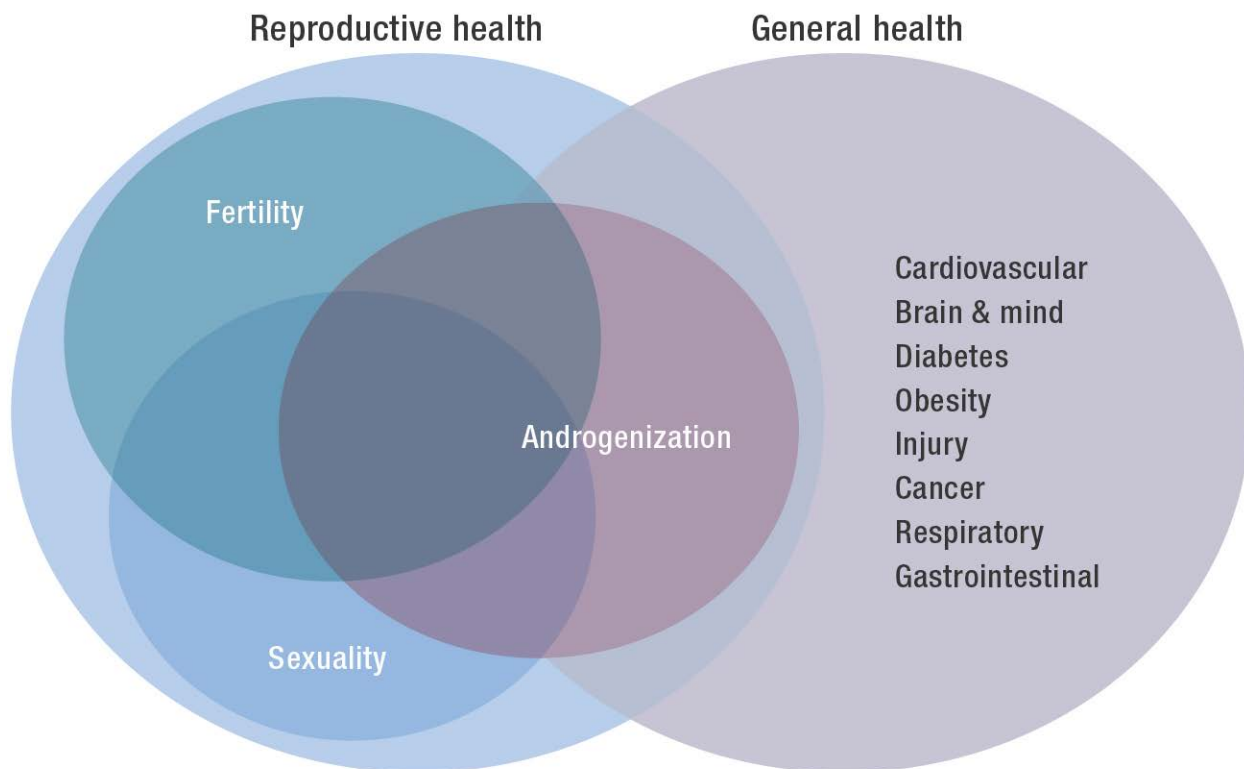 Reproductive health
General health
Fertility
Androgenization
Sexuality
Cardiovascular
Brain & mind
Diabetes
Obesity
Injury
Cancer
Respiratory
Gastrointestinal